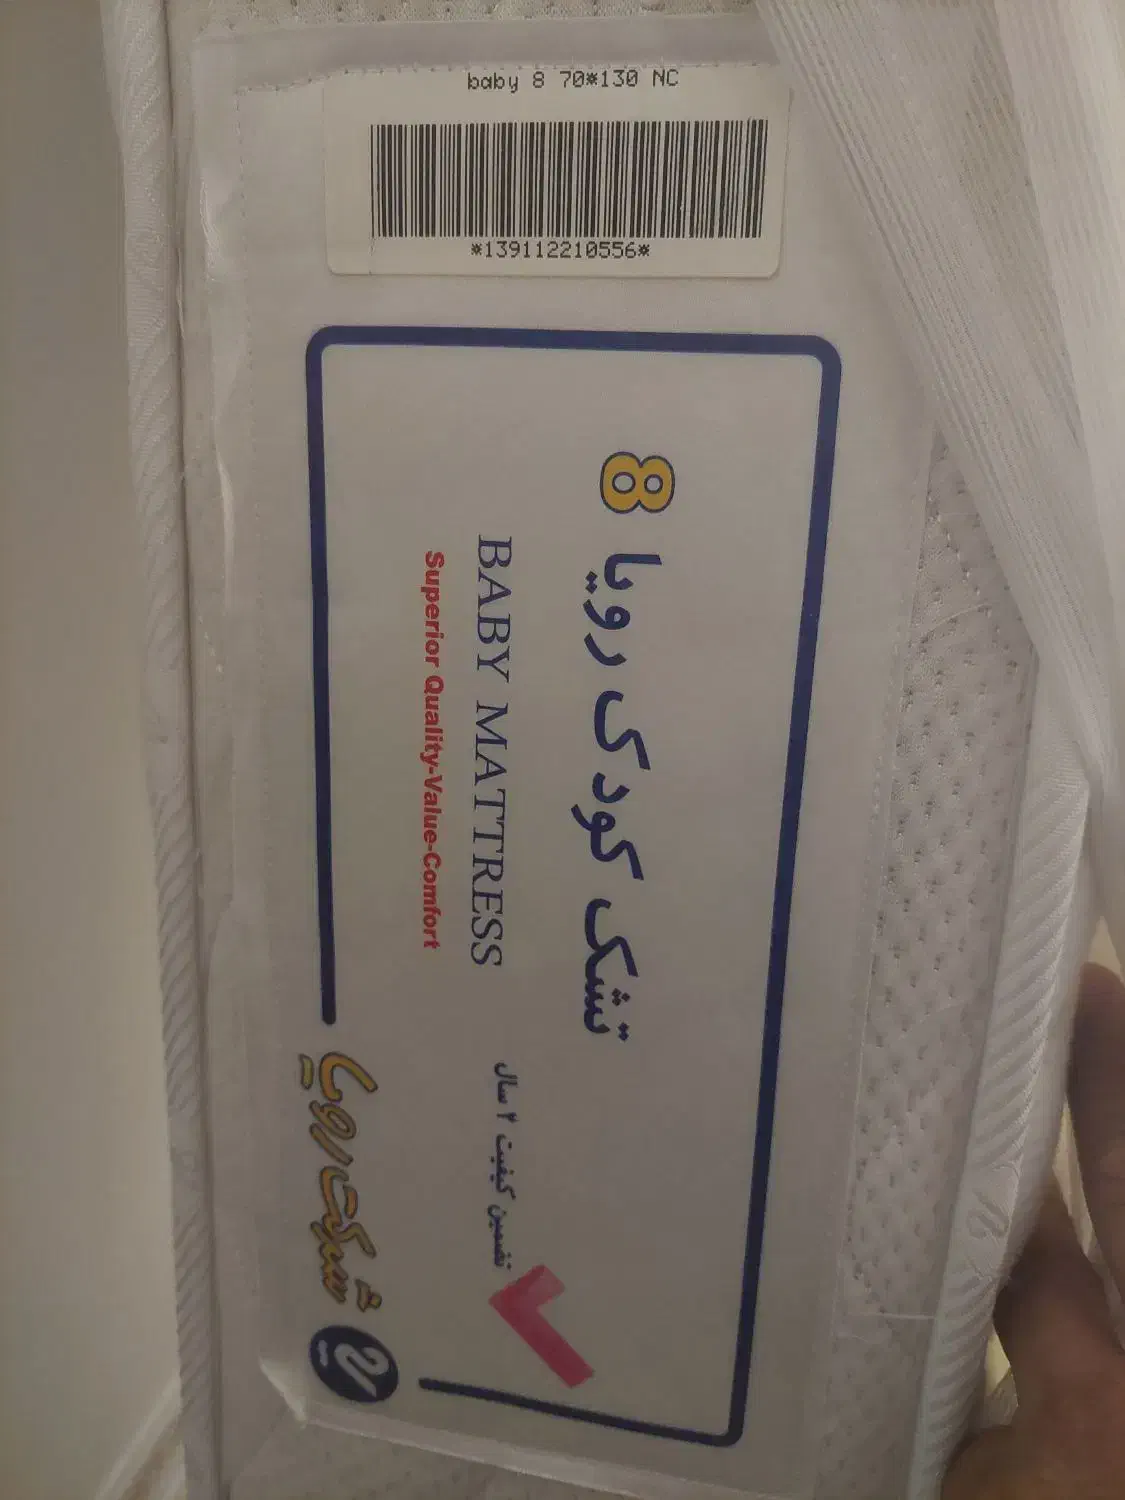 baby 8 70*130 NC
*139112210556*
تشک کودک رویا 8
BABY MATTRESS
Superior Quality-Value-Comfort
تضمین کیفیت ۲ سال
شرکت رویا